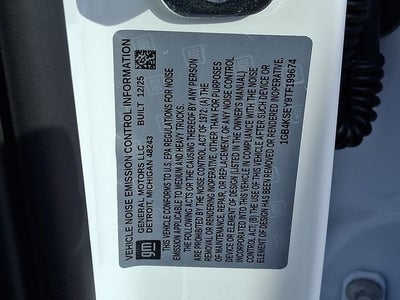 VEHICLE NOISE EMISSION CONTROL INFORMATION
GENERAL MOTORS LLC BUILT 12/25
DETROIT, MICHIGAN 48243
gm
THIS VEHICLE CONFORMS TO U.S. EPA REGULATIONS FOR NOISE
EMISSION APPLICABLE TO MEDIUM AND HEAVY TRUCKS.
THE FOLLOWING ACTS OR THE CAUSING THEREOF BY ANY PERSON
ARE PROHIBITED BY THE NOISE CONTROL ACT OF 1972: (A) THE
REMOVAL OR RENDERING INOPERATIVE, OTHER THAN FOR PURPOSES
OF MAINTENANCE, REPAIR, OR REPLACEMENT, OF ANY NOISE CONTROL
DEVICE OR ELEMENT OF DESIGN (LISTED IN THE OWNER'S MANUAL)
INCORPORATED INTO THIS VEHICLE IN COMPLIANCE WITH THE NOISE
CONTROL ACT; (B) THE USE OF THIS VEHICLE AFTER SUCH DEVICE OR
ELEMENT OF DESIGN HAS BEEN REMOVED OR RENDERED INOPERATIVE.
1GB4KSEY9TF199674